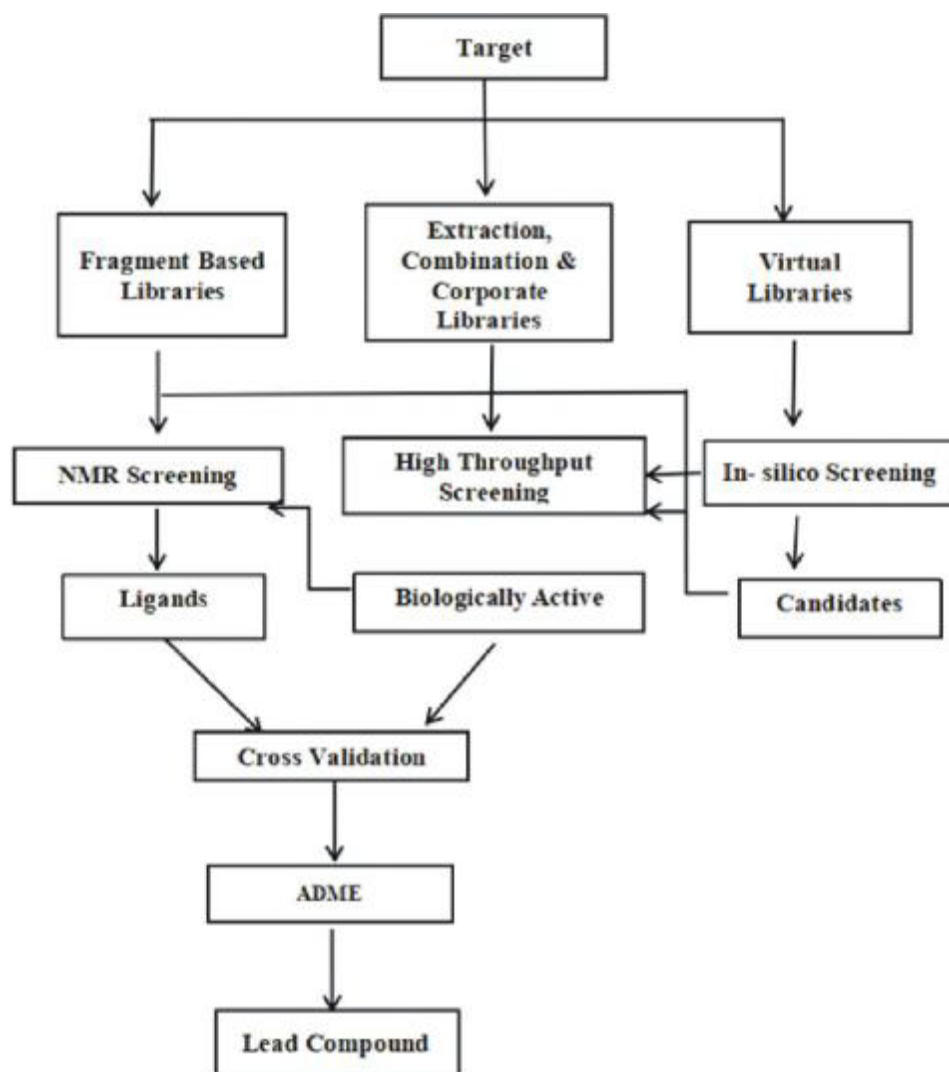 Target
Fragment Based
Libraries
Extraction,
Combination &
Corporate
Libraries
Virtual
Libraries
NMR Screening
High Throughput
Screening
In- silico Screening
Ligands
Biologically Active
Candidates
Cross Validation
ADME
Lead Compound